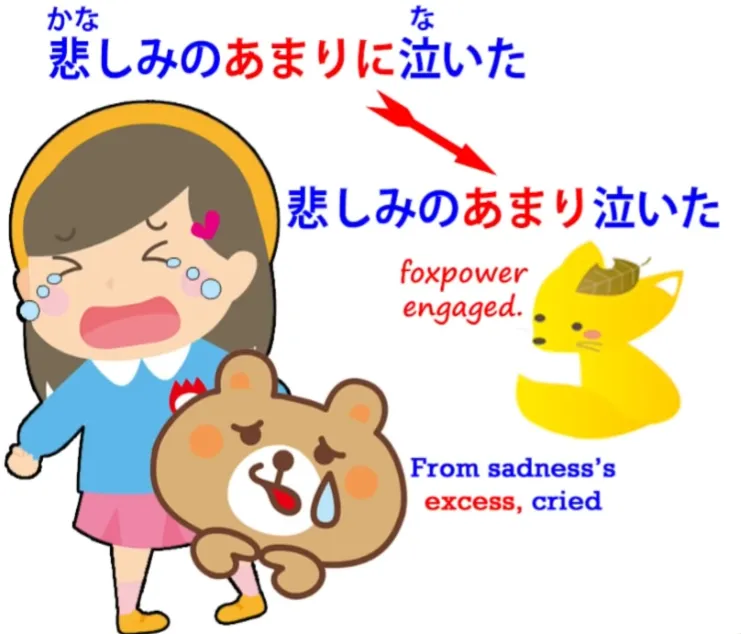 かな な
悲しみのあまりに泣いた
悲しみのあまり泣いた
foxpower
engaged.
From sadness's
excess, cried